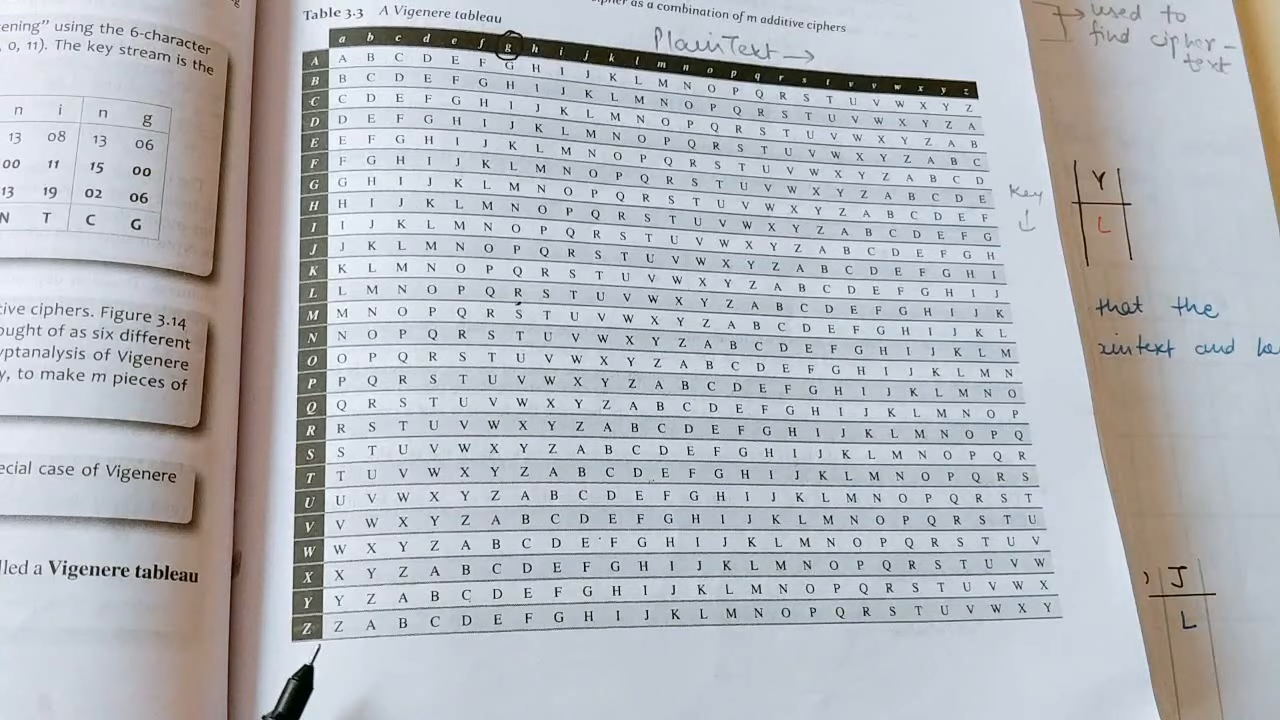 ening" using the 6-character
, 0, 11). The key stream is the
n i n g
13 08 13 06
00 11 15 00
13 19 02 06
N T C G
tive ciphers. Figure 3.14
ought of as six different
yptanalysis of Vigenere
y, to make m pieces of
ecial case of Vigenere
lled a Vigenere tableau
cipher as a combination of m additive ciphers
Table 3.3 A Vigenere tableau
PlainText →
a b c d e f g h i j k l m n o p q r s t u v w x y z
A A B C D E F G H I J K L M N O P Q R S T U V W X Y Z
B B C D E F G H I J K L M N O P Q R S T U V W X Y Z A
C C D E F G H I J K L M N O P Q R S T U V W X Y Z A B
D D E F G H I J K L M N O P Q R S T U V W X Y Z A B C
E E F G H I J K L M N O P Q R S T U V W X Y Z A B C D
F F G H I J K L M N O P Q R S T U V W X Y Z A B C D E
G G H I J K L M N O P Q R S T U V W X Y Z A B C D E F
H H I J K L M N O P Q R S T U V W X Y Z A B C D E F G
I I J K L M N O P Q R S T U V W X Y Z A B C D E F G H
J J K L M N O P Q R S T U V W X Y Z A B C D E F G H I
K K L M N O P Q R S T U V W X Y Z A B C D E F G H I J
L L M N O P Q R S T U V W X Y Z A B C D E F G H I J K
M M N O P Q R S T U V W X Y Z A B C D E F G H I J K L
N N O P Q R S T U V W X Y Z A B C D E F G H I J K L M
O O P Q R S T U V W X Y Z A B C D E F G H I J K L M N
P P Q R S T U V W X Y Z A B C D E F G H I J K L M N O
Q Q R S T U V W X Y Z A B C D E F G H I J K L M N O P
R R S T U V W X Y Z A B C D E F G H I J K L M N O P Q
S S T U V W X Y Z A B C D E F G H I J K L M N O P Q R
T T U V W X Y Z A B C D E F G H I J K L M N O P Q R S
U U V W X Y Z A B C D E F G H I J K L M N O P Q R S T
V V W X Y Z A B C D E F G H I J K L M N O P Q R S T U
W W X Y Z A B C D E F G H I J K L M N O P Q R S T U V
X X Y Z A B C D E F G H I J K L M N O P Q R S T U V W
Y Y Z A B C D E F G H I J K L M N O P Q R S T U V W X
Z Z A B C D E F G H I J K L M N O P Q R S T U V W X Y
Key
↓
→ used to
find cipher-
text
Y
L
that the
aintext and
J
L